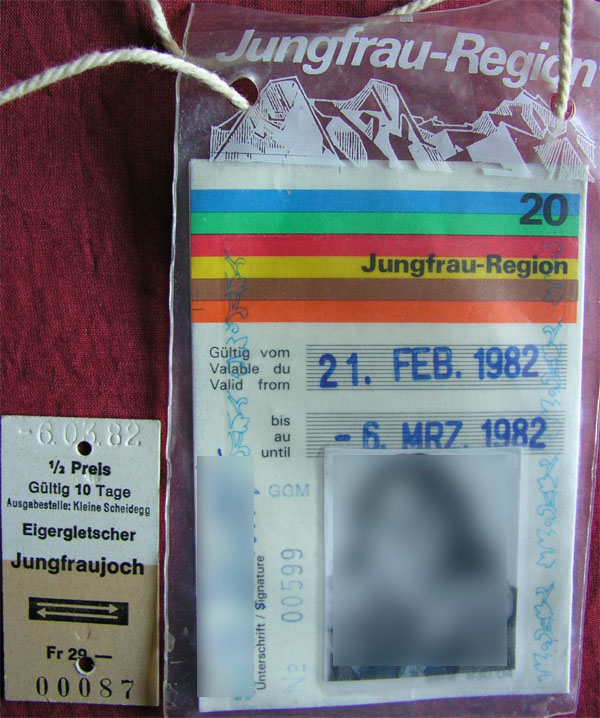 Jungfrau-Region
20
Jungfrau-Region
Gültig vom
Valable du
Valid from
21. FEB. 1982
bis
au
until
- 6. MRZ. 1982
GGM
Unterschrift / Signature
No 00599
-6.03.82
½ Preis
Gültig 10 Tage
Ausgabestelle: Kleine Scheidegg
Eigergletscher
Jungfraujoch
Fr 29.—
00087